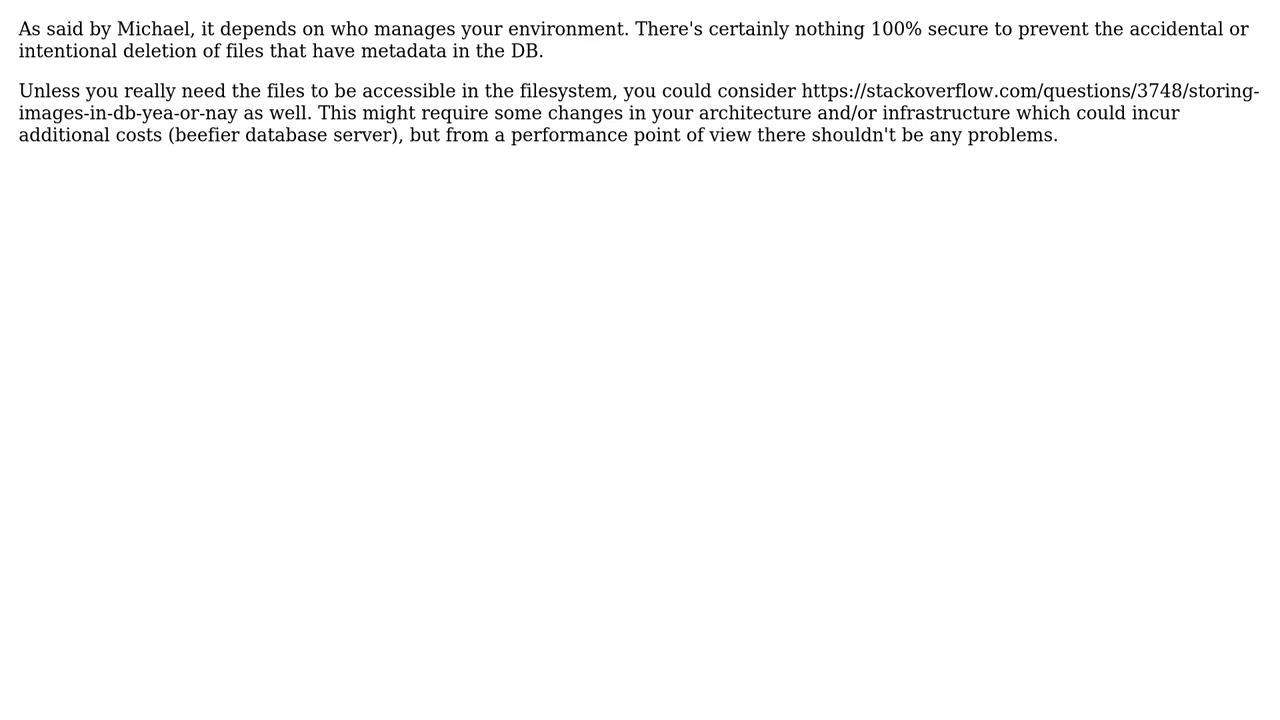 As said by Michael, it depends on who manages your environment. There's certainly nothing 100% secure to prevent the accidental or
intentional deletion of files that have metadata in the DB.
Unless you really need the files to be accessible in the filesystem, you could consider https://stackoverflow.com/questions/3748/storing-
images-in-db-yea-or-nay as well. This might require some changes in your architecture and/or infrastructure which could incur
additional costs (beefier database server), but from a performance point of view there shouldn't be any problems.